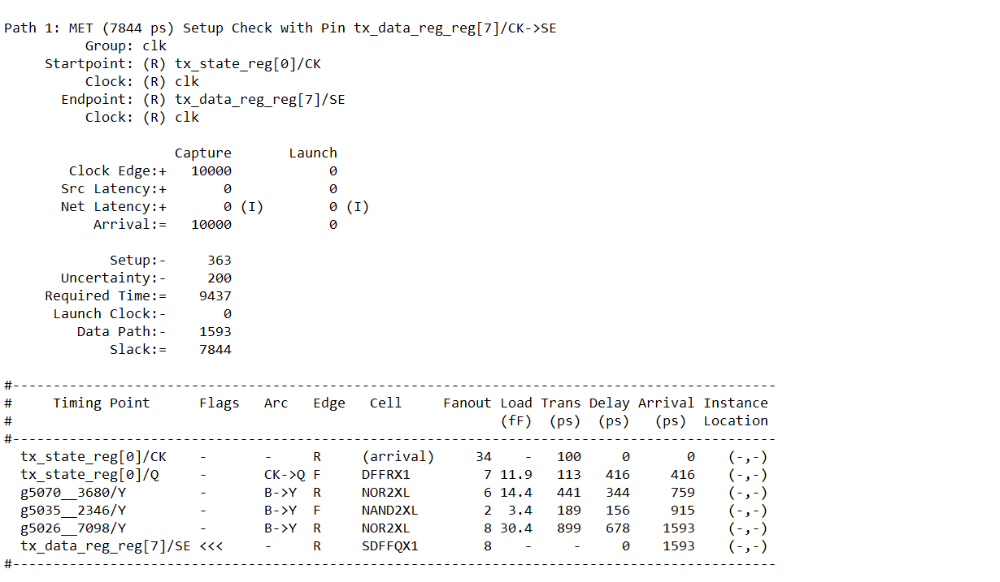 Path 1: MET (7844 ps) Setup Check with Pin tx_data_reg_reg[7]/CK->SE
          Group: clk
     Startpoint: (R) tx_state_reg[0]/CK
          Clock: (R) clk
       Endpoint: (R) tx_data_reg_reg[7]/SE
          Clock: (R) clk

                     Capture       Launch
        Clock Edge:+   10000            0
       Src Latency:+       0            0
       Net Latency:+       0 (I)        0 (I)
           Arrival:=   10000            0

             Setup:-     363
       Uncertainty:-     200
     Required Time:=    9437
      Launch Clock:-       0
         Data Path:-    1593
             Slack:=    7844

#----------------------------------------------------------------------------------------------
#     Timing Point      Flags   Arc   Edge   Cell     Fanout Load Trans Delay Arrival Instance
#                                                            (fF)  (ps)  (ps)   (ps)  Location
#----------------------------------------------------------------------------------------------
  tx_state_reg[0]/CK    -       -     R     (arrival)     34    -   100     0       0    (-,-)
  tx_state_reg[0]/Q     -       CK->Q F     DFFRX1         7 11.9   113   416     416    (-,-)
  g5070__3680/Y         -       B->Y  R     NOR2XL         6 14.4   441   344     759    (-,-)
  g5035__2346/Y         -       B->Y  F     NAND2XL        2  3.4   189   156     915    (-,-)
  g5026__7098/Y         -       B->Y  R     NOR2XL         8 30.4   899   678    1593    (-,-)
  tx_data_reg_reg[7]/SE <<<     -     R     SDFFQX1        8    -     -     0    1593    (-,-)
#----------------------------------------------------------------------------------------------